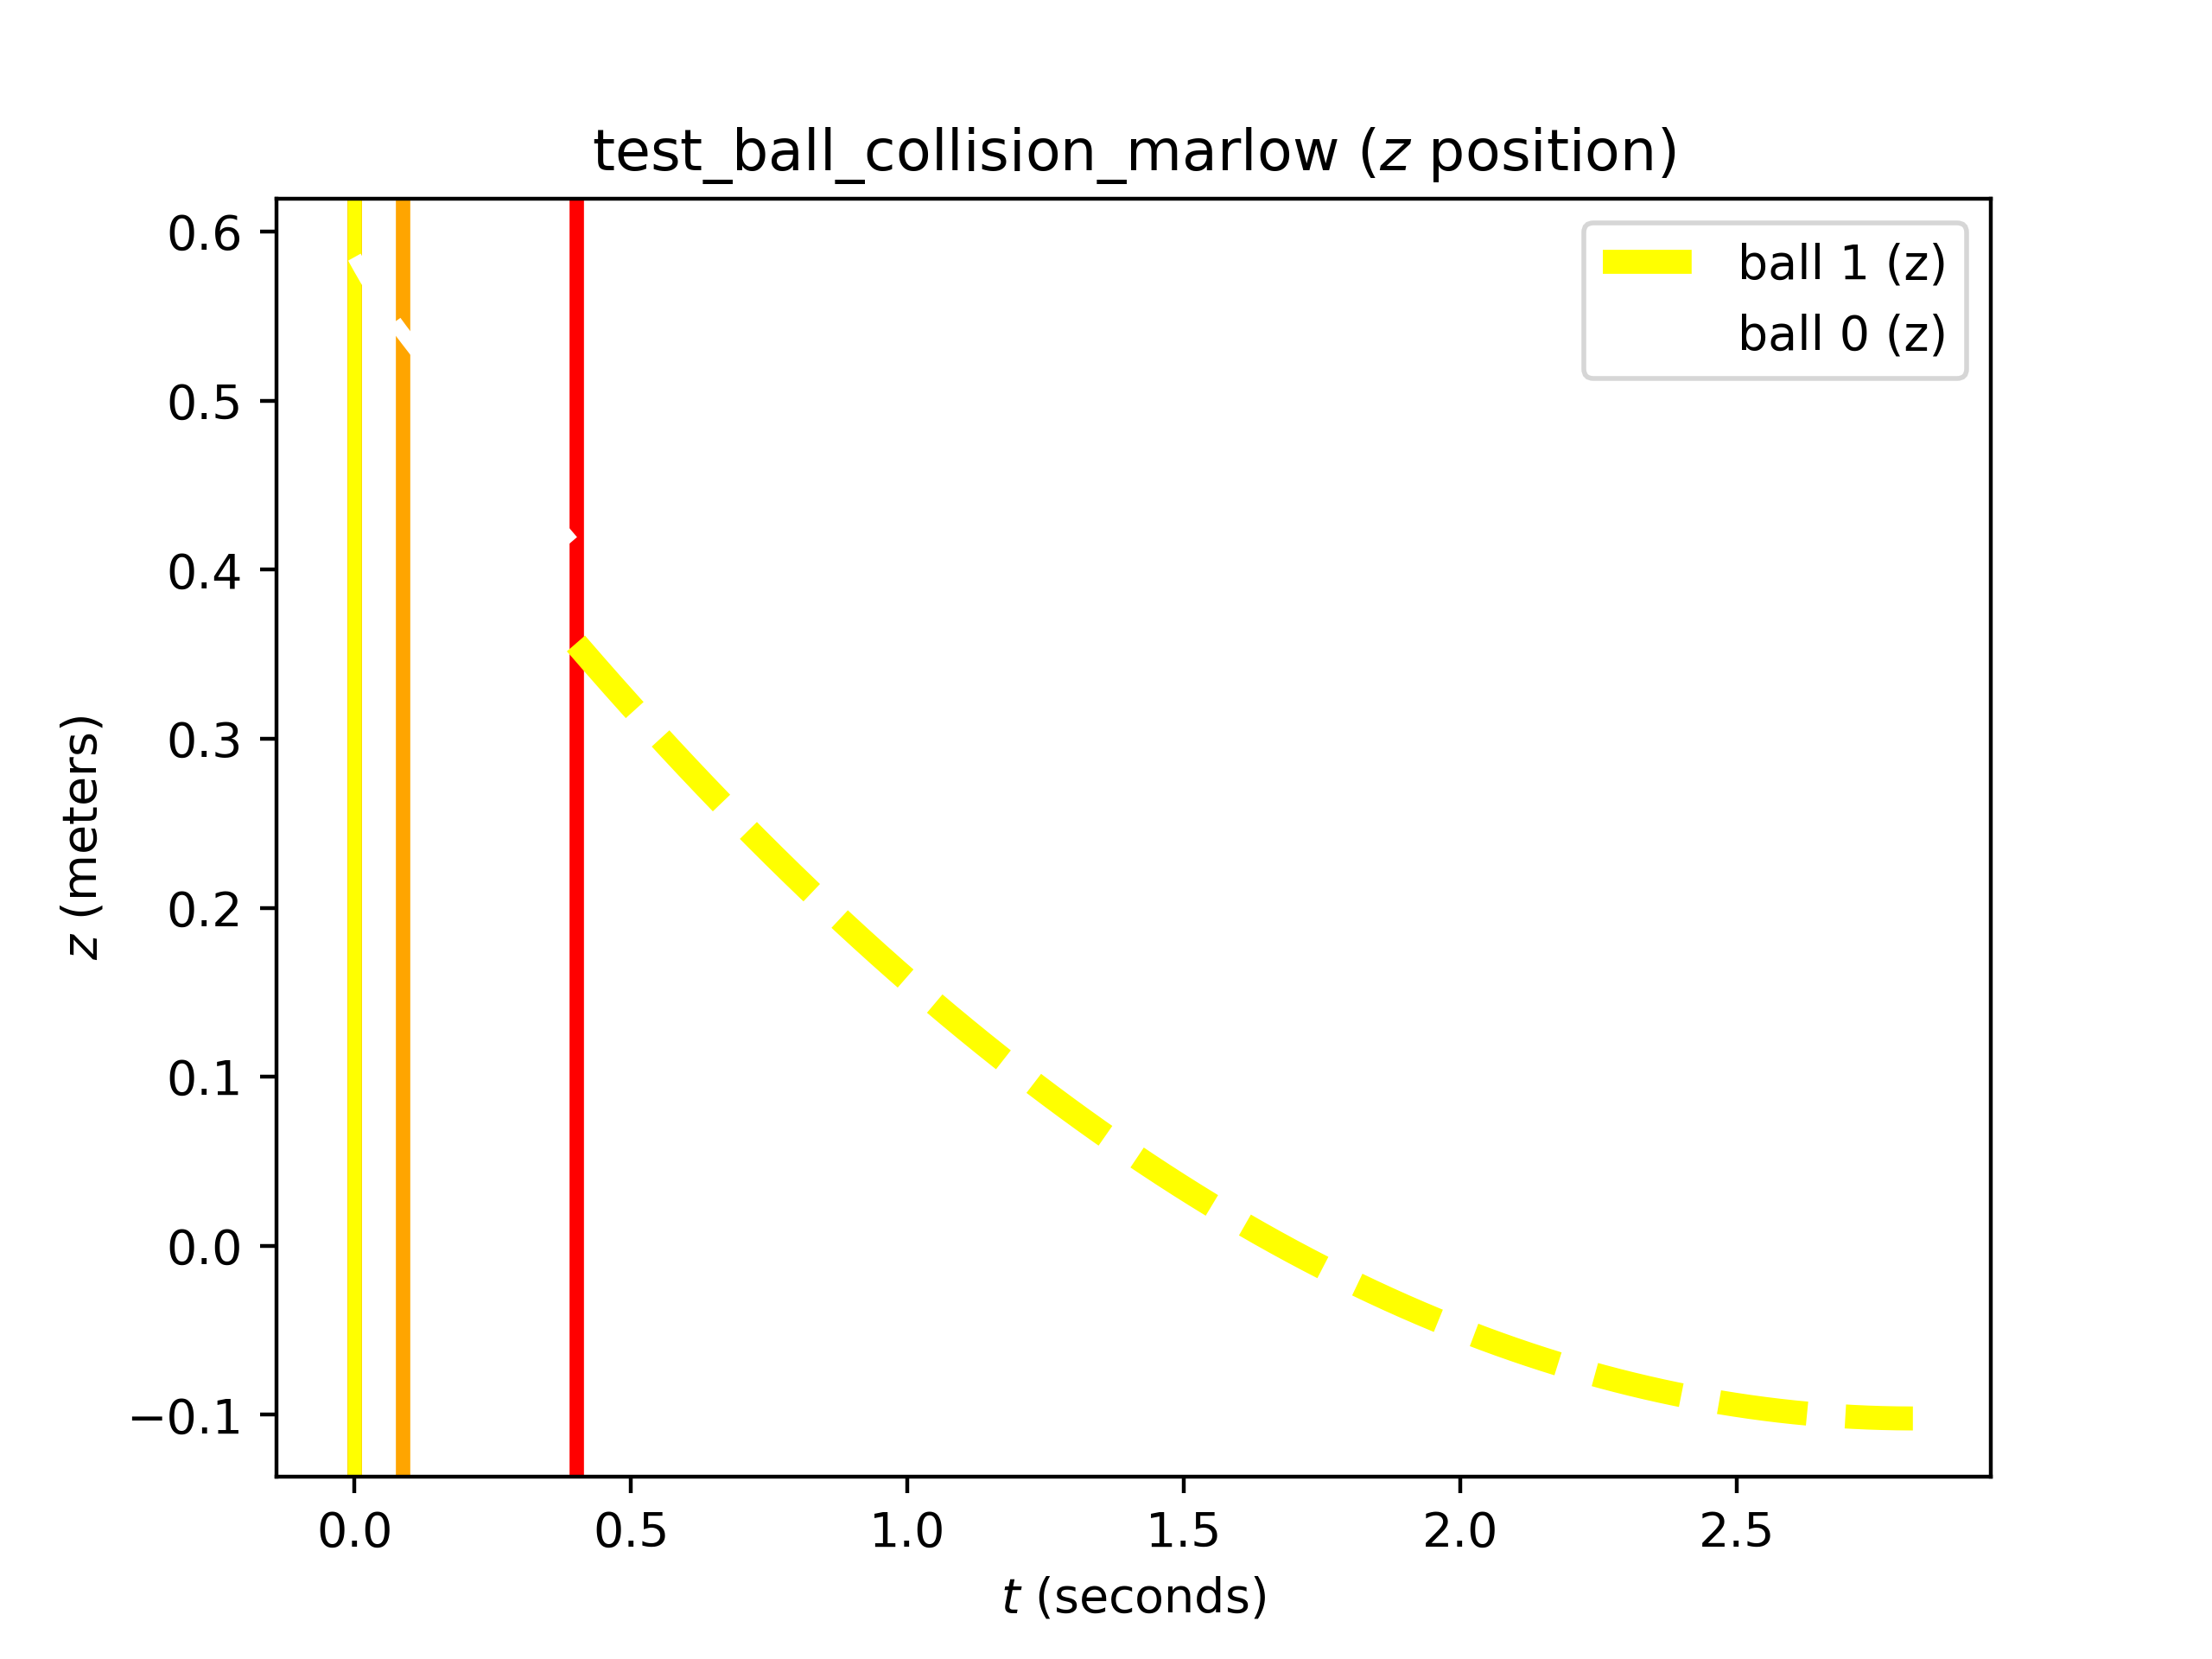 test_ball_collision_marlow (z position)
ball 1 (z)
ball 0 (z)
z (meters)
0.6
0.5
0.4
0.3
0.2
0.1
0.0
−0.1
0.0 0.5 1.0 1.5 2.0 2.5
t (seconds)